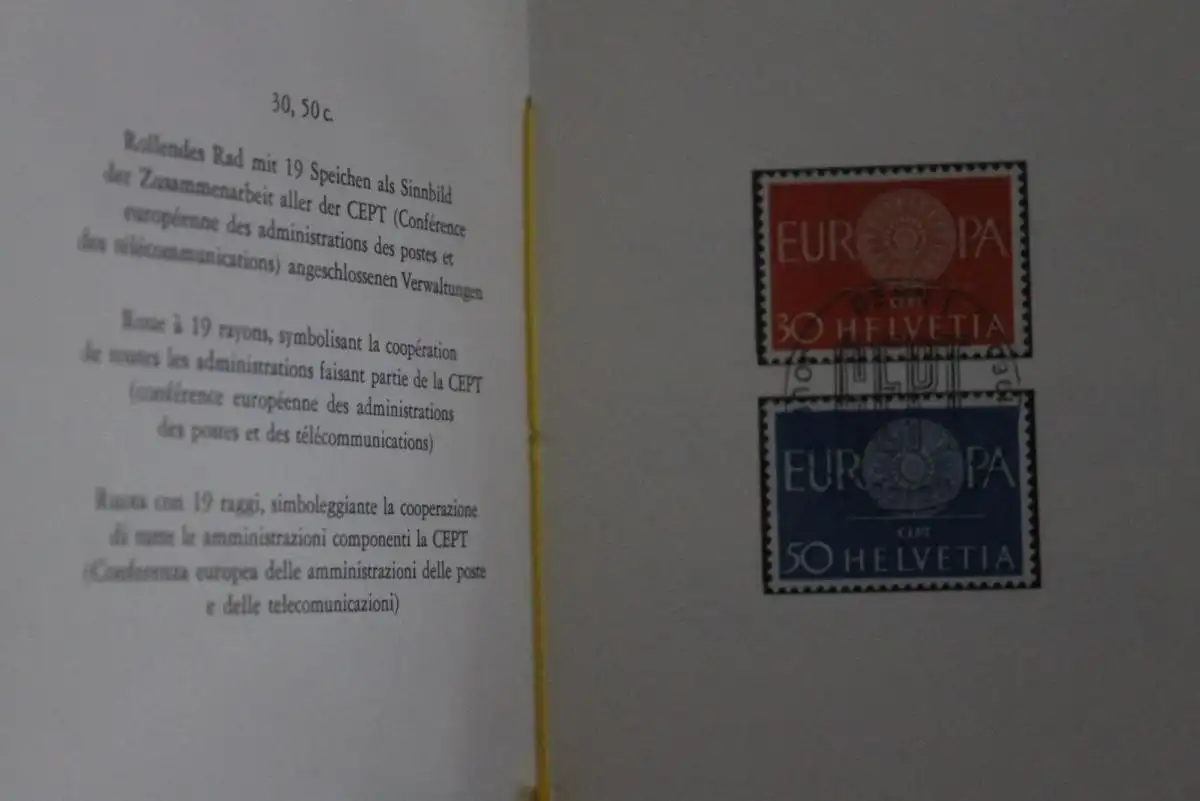 30, 50 c.
Rollendes Rad mit 19 Speichen als Sinnbild
der Zusammenarbeit aller der CEPT (Conférence
européenne des administrations des postes et
des télécommunications) angeschlossenen Verwaltungen
Roue à 19 rayons, symbolisant la coopération
de toutes les administrations faisant partie de la CEPT
(conférence européenne des administrations
des postes et des télécommunications)
Ruota con 19 raggi, simboleggiante la cooperazione
di tutte le amministrazioni componenti la CEPT
(Conferenza europea delle amministrazioni delle poste
e delle telecomunicazioni)
EUROPA
CEPT
30 HELVETIA
EUROPA
CEPT
50 HELVETIA